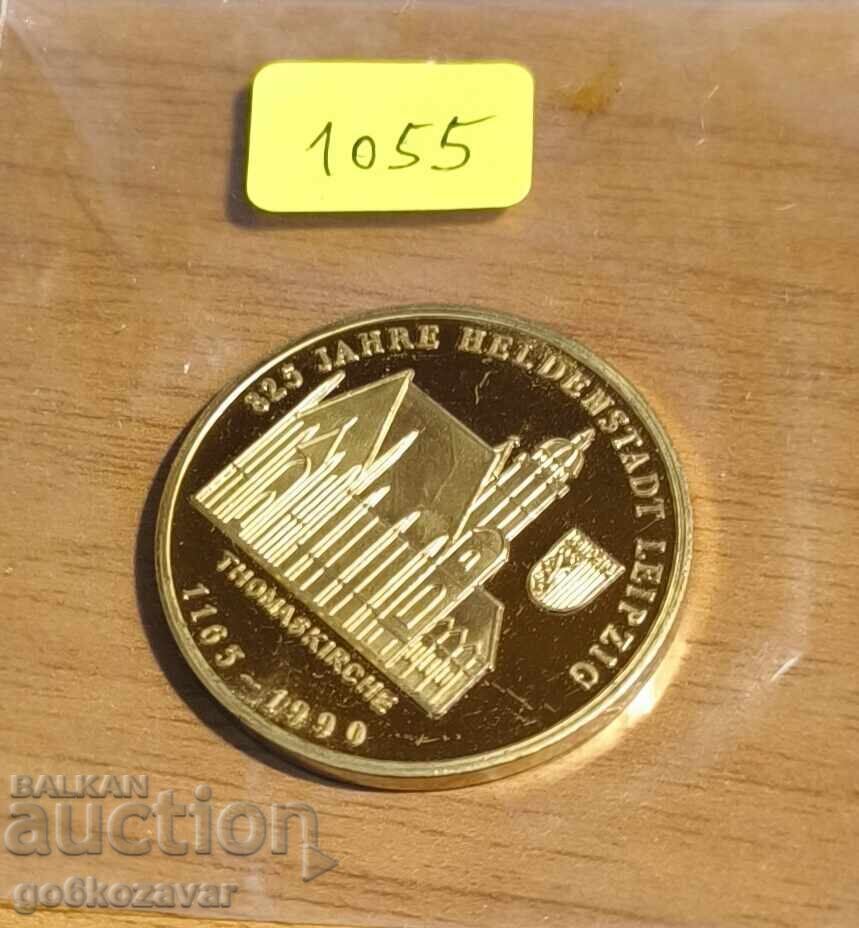 1055
825 JAHRE HELDENSTADT LEIPZIG
THOMASKIRCHE
1165-1990
BALKAN
auction
go6kozavar